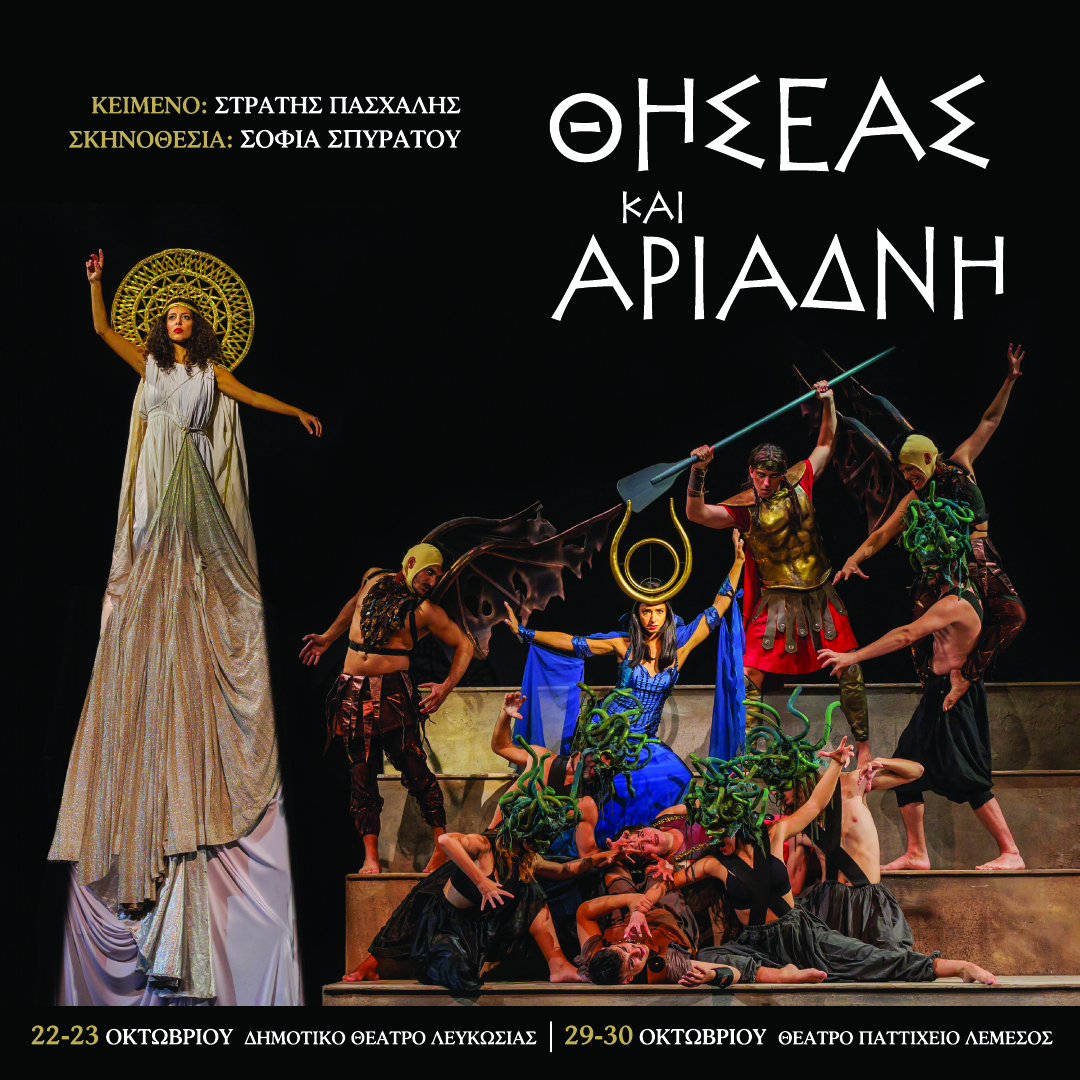 ΚΕΙΜΕΝΟ: ΣΤΡΑΤΗΣ ΠΑΣΧΑΛΗΣ
ΣΚΗΝΟΘΕΣΙΑ: ΣΟΦΙΑ ΣΠΥΡΑΤΟΥ
ΘΗΣΕΑΣ
ΚΑΙ
ΑΡΙΑΔΝΗ
22-23 ΟΚΤΩΒΡΙΟΥ ΔΗΜΟΤΙΚΟ ΘΕΑΤΡΟ ΛΕΥΚΩΣΙΑΣ | 29-30 ΟΚΤΩΒΡΙΟΥ ΘΕΑΤΡΟ ΠΑΤΤΙΧΕΙΟ ΛΕΜΕΣΟΣ